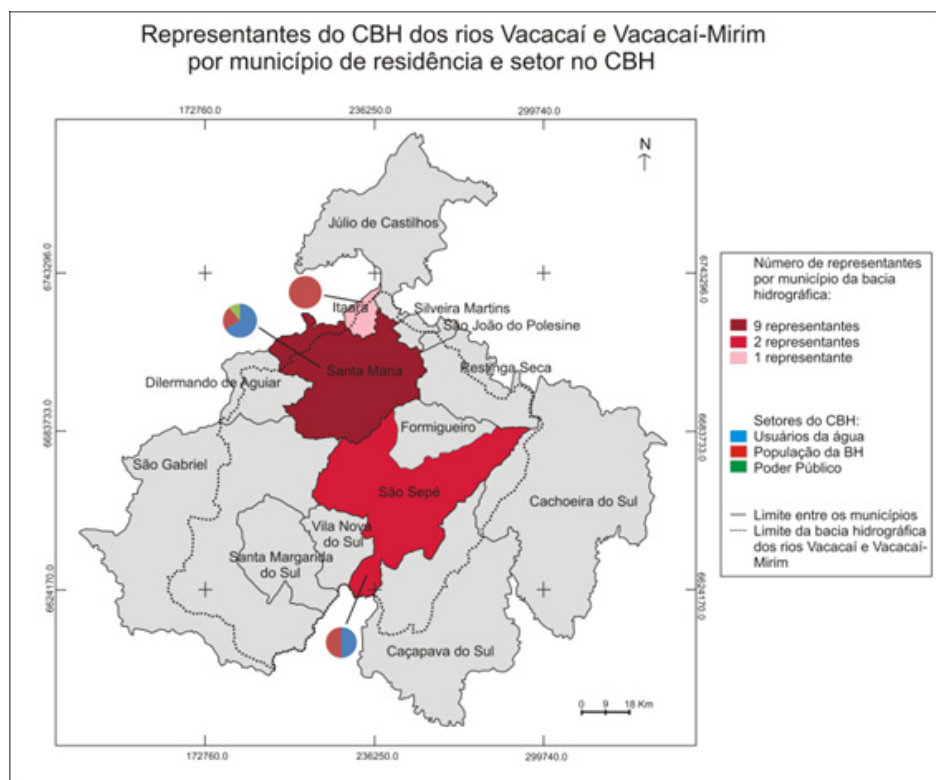 Representantes do CBH dos rios Vacacaí e Vacacaí-Mirim
por município de residência e setor no CBH
172760.0
236250.0
299740.0
N
Júlio de Castilhos
6743296.0
6743296.0
Itaara
Silveira Martins
São João do Polesine
Santa Maria
Restinga Seca
Dilermando de Aguiar
6683733.0
6683733.0
Formigueiro
São Gabriel
São Sepé
Cachoeira do Sul
Vila Nova
do Sul
Santa Margarida
do Sul
6624170.0
6624170.0
Caçapava do Sul
0 9 18 Km
172760.0
236250.0
299740.0
Número de representantes
por município da bacia
hidrográfica:
9 representantes
2 representantes
1 representante
Setores do CBH:
Usuários da água
População da BH
Poder Público
Limite entre os municípios
Limite da bacia hidrográfica
dos rios Vacacaí e Vacacaí-
Mirim